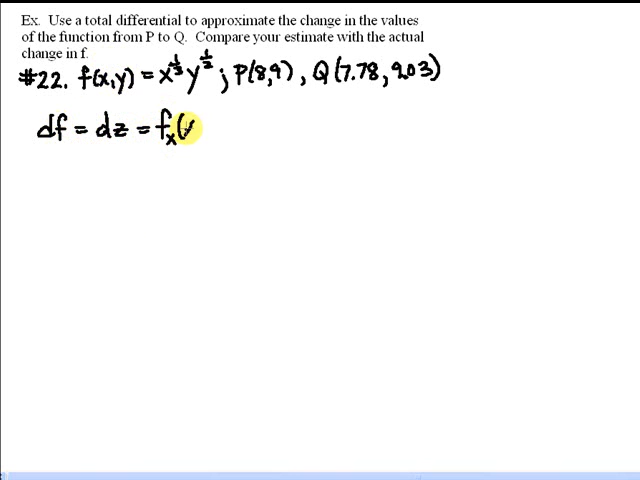 Ex. Use a total differential to approximate the change in the values
of the function from P to Q. Compare your estimate with the actual
change in f.
#22. f(x,y) = x^{1/3} y^{1/2} ; P(8,9) , Q (7.78, 9.03)
df = dz = f_x(x